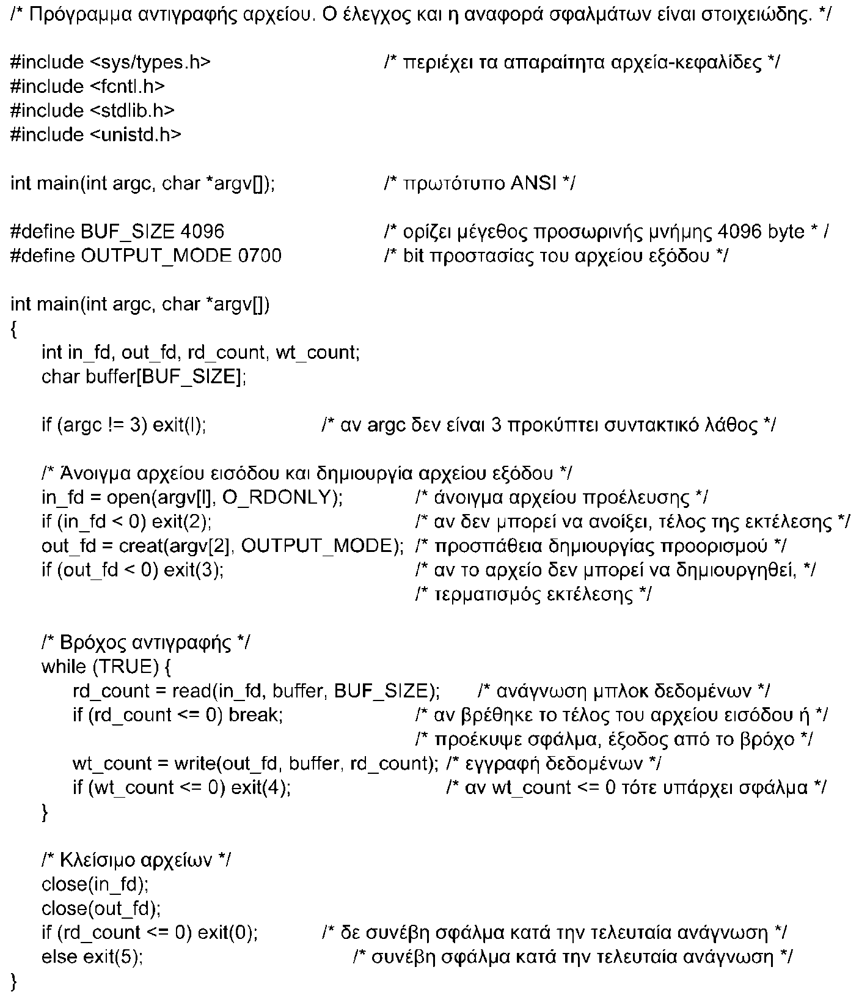 /* Πρόγραμμα αντιγραφής αρχείου. Ο έλεγχος και η αναφορά σφαλμάτων είναι στοιχειώδης. */
#include <sys/types.h> /* περιέχει τα απαραίτητα αρχεία-κεφαλίδες */
#include <fcntl.h>
#include <stdlib.h>
#include <unistd.h>
int main(int argc, char *argv[]); /* πρωτότυπο ANSI */
#define BUF_SIZE 4096 /* ορίζει μέγεθος προσωρινής μνήμης 4096 byte * /
#define OUTPUT_MODE 0700 /* bit προστασίας του αρχείου εξόδου */
int main(int argc, char *argv[])
{
int in_fd, out_fd, rd_count, wt_count;
char buffer[BUF_SIZE];
if (argc != 3) exit(l); /* αν argc δεν είναι 3 προκύπτει συντακτικό λάθος */
/* Άνοιγμα αρχείου εισόδου και δημιουργία αρχείου εξόδου */
in_fd = open(argv[l], O_RDONLY); /* άνοιγμα αρχείου προέλευσης */
if (in_fd < 0) exit(2); /* αν δεν μπορεί να ανοίξει, τέλος της εκτέλεσης */
out_fd = creat(argv[2], OUTPUT_MODE); /* προσπάθεια δημιουργίας προορισμού */
if (out_fd < 0) exit(3); /* αν το αρχείο δεν μπορεί να δημιουργηθεί, */
/* τερματισμός εκτέλεσης */
/* Βρόχος αντιγραφής */
while (TRUE) {
rd_count = read(in_fd, buffer, BUF_SIZE); /* ανάγνωση μπλοκ δεδομένων */
if (rd_count <= 0) break; /* αν βρέθηκε το τέλος του αρχείου εισόδου ή */
/* προέκυψε σφάλμα, έξοδος από το βρόχο */
wt_count = write(out_fd, buffer, rd_count); /* εγγραφή δεδομένων */
if (wt_count <= 0) exit(4); /* αν wt_count <= 0 τότε υπάρχει σφάλμα */
}
/* Κλείσιμο αρχείων */
close(in_fd);
close(out_fd);
if (rd_count <= 0) exit(0); /* δε συνέβη σφάλμα κατά την τελευταία ανάγνωση */
else exit(5); /* συνέβη σφάλμα κατά την τελευταία ανάγνωση */
}